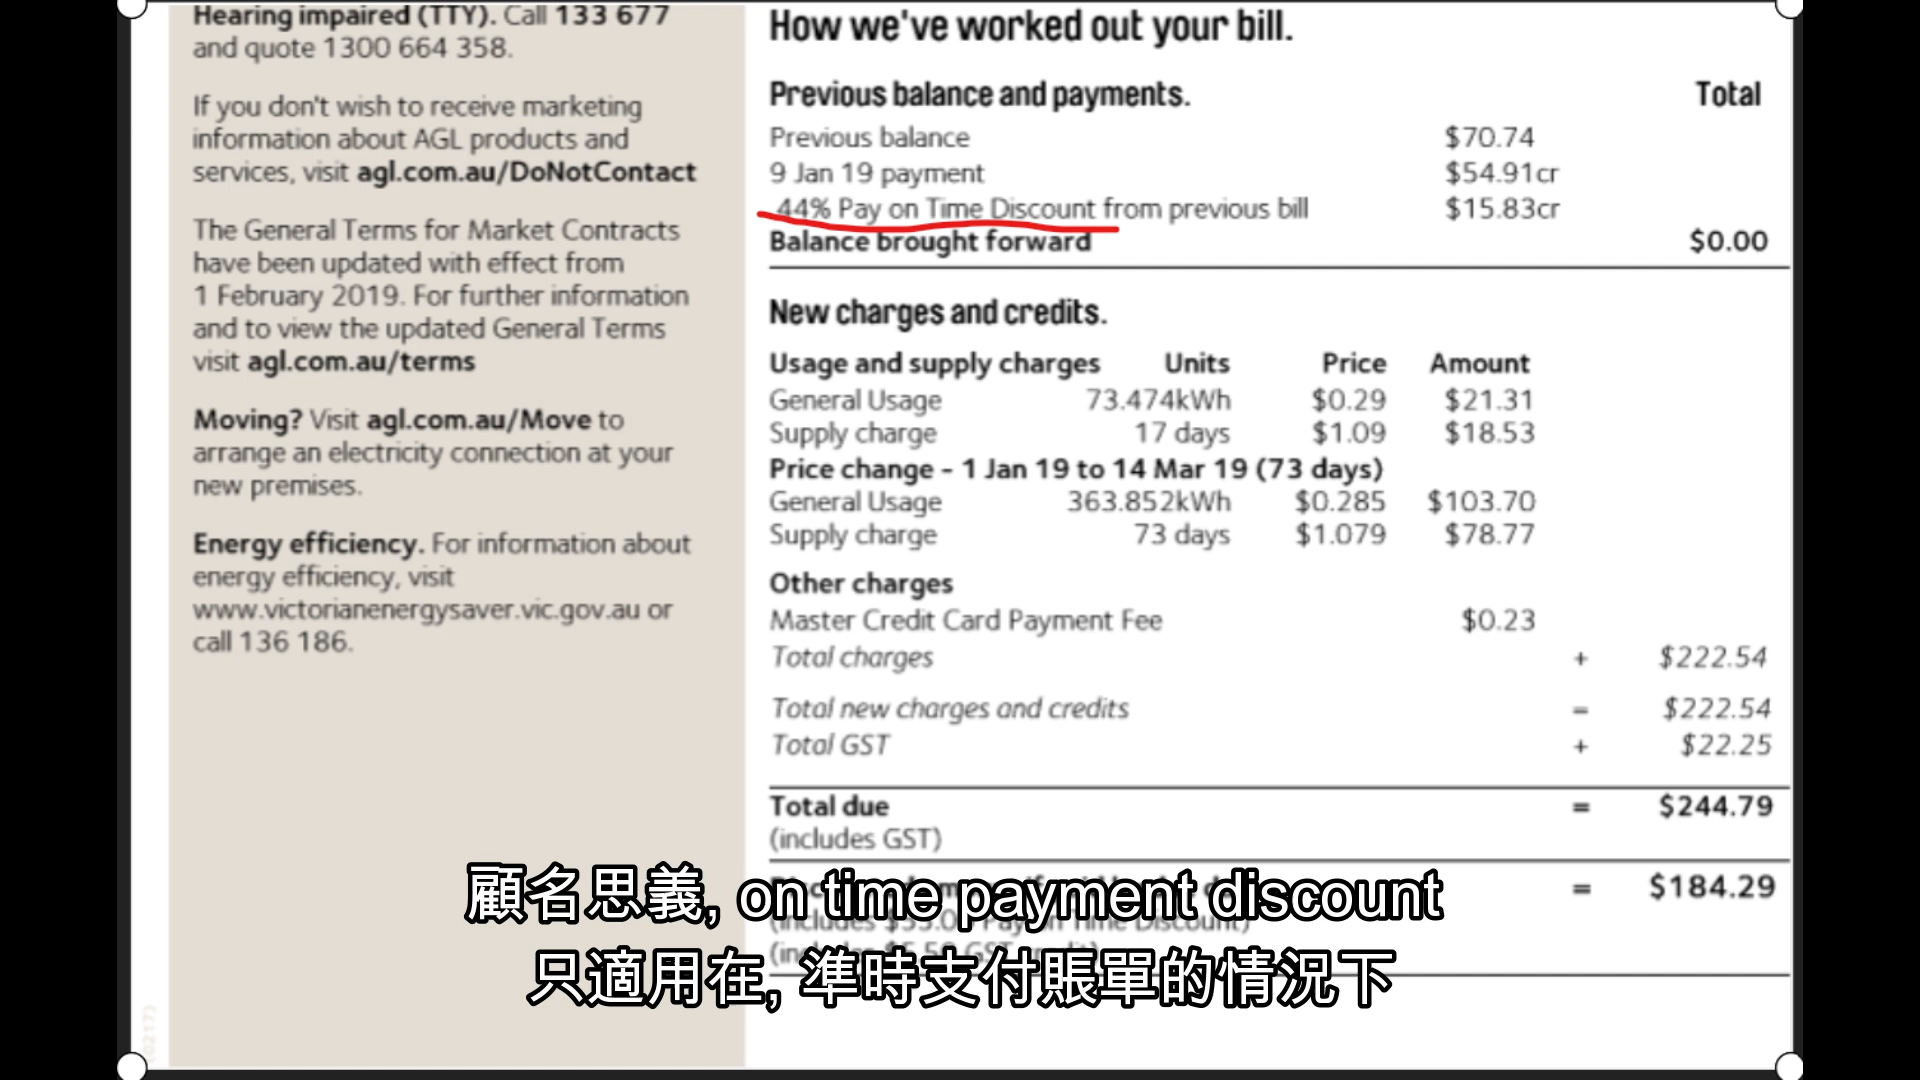 Hearing impaired (TTY). Call 133 677
and quote 1300 664 358.
If you don't wish to receive marketing
information about AGL products and
services, visit agl.com.au/DoNotContact
The General Terms for Market Contracts
have been updated with effect from
1 February 2019. For further information
and to view the updated General Terms
visit agl.com.au/terms
Moving? Visit agl.com.au/Move to
arrange an electricity connection at your
new premises.
Energy efficiency. For information about
energy efficiency, visit
www.victorianenergysaver.vic.gov.au or
call 136 186.
How we've worked out your bill.
Previous balance and payments. Total
Previous balance $70.74
9 Jan 19 payment $54.91cr
44% Pay on Time Discount from previous bill $15.83cr
Balance brought forward $0.00
New charges and credits.
Usage and supply charges Units Price Amount
General Usage 73.474kWh $0.29 $21.31
Supply charge 17 days $1.09 $18.53
Price change - 1 Jan 19 to 14 Mar 19 (73 days)
General Usage 363.852kWh $0.285 $103.70
Supply charge 73 days $1.079 $78.77
Other charges
Master Credit Card Payment Fee $0.23
Total charges + $222.54
Total new charges and credits = $222.54
Total GST + $22.25
Total due = $244.79
(includes GST)
= $184.29
顧名思義, on time payment discount
只適用在, 準時支付賬單的情況下